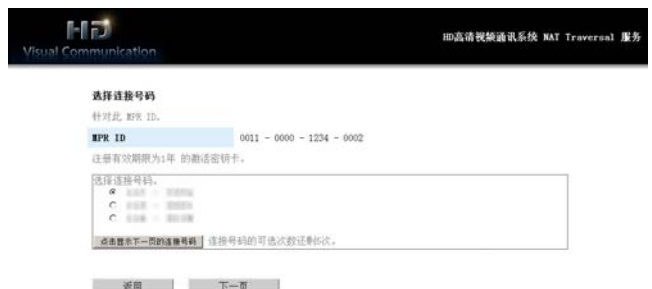 HD
Visual Communication
HD高清视频通讯系统 NAT Traversal 服务
选择连接号码
针对此 MPR ID。
MPR ID 0011 - 0000 - 1234 - 0002
注册有效期限为1年 的激活密钥卡。
选择连接号码。
点击显示下一页的连接号码 连接号码的可选次数还剩5次。
返回 下一页